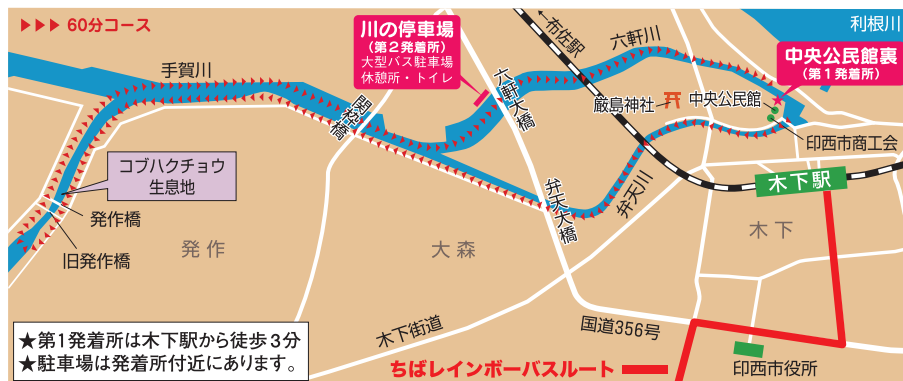 ▶▶▶ 60分コース
川の停車場
(第2発着所)
大型バス駐車場
休憩所・トイレ
←布佐駅
六軒川
利根川
中央公民館裏
(第1発着所)
手賀川
関枠橋
六軒大橋
厳島神社
中央公民館
印西市商工会
コブハクチョウ
生息地
弁天大橋
弁天川
木下駅
発作橋
旧発作橋
発作
大森
木下
★第1発着所は木下駅から徒歩3分
★駐車場は発着所付近にあります。
木下街道
国道356号
ちばレインボーバスルート
印西市役所